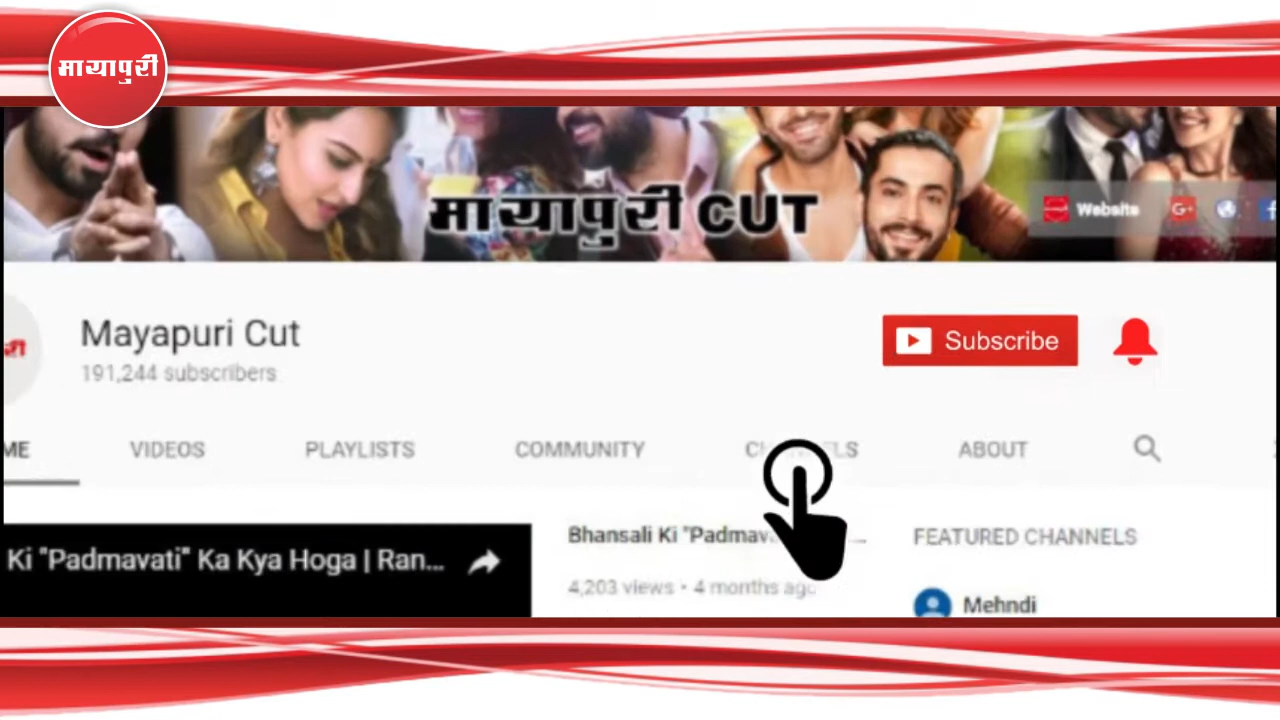 मायापुरी
मायापुरी CUT
Website
G+
री
Mayapuri Cut
191,244 subscribers
Subscribe
ME VIDEOS PLAYLISTS COMMUNITY ABOUT
Ki "Padmavati" Ka Kya Hoga | Ran...
Bhansali Ki "Padmav
4,203 views • 4 months ago
FEATURED CHANNELS
Mehndi